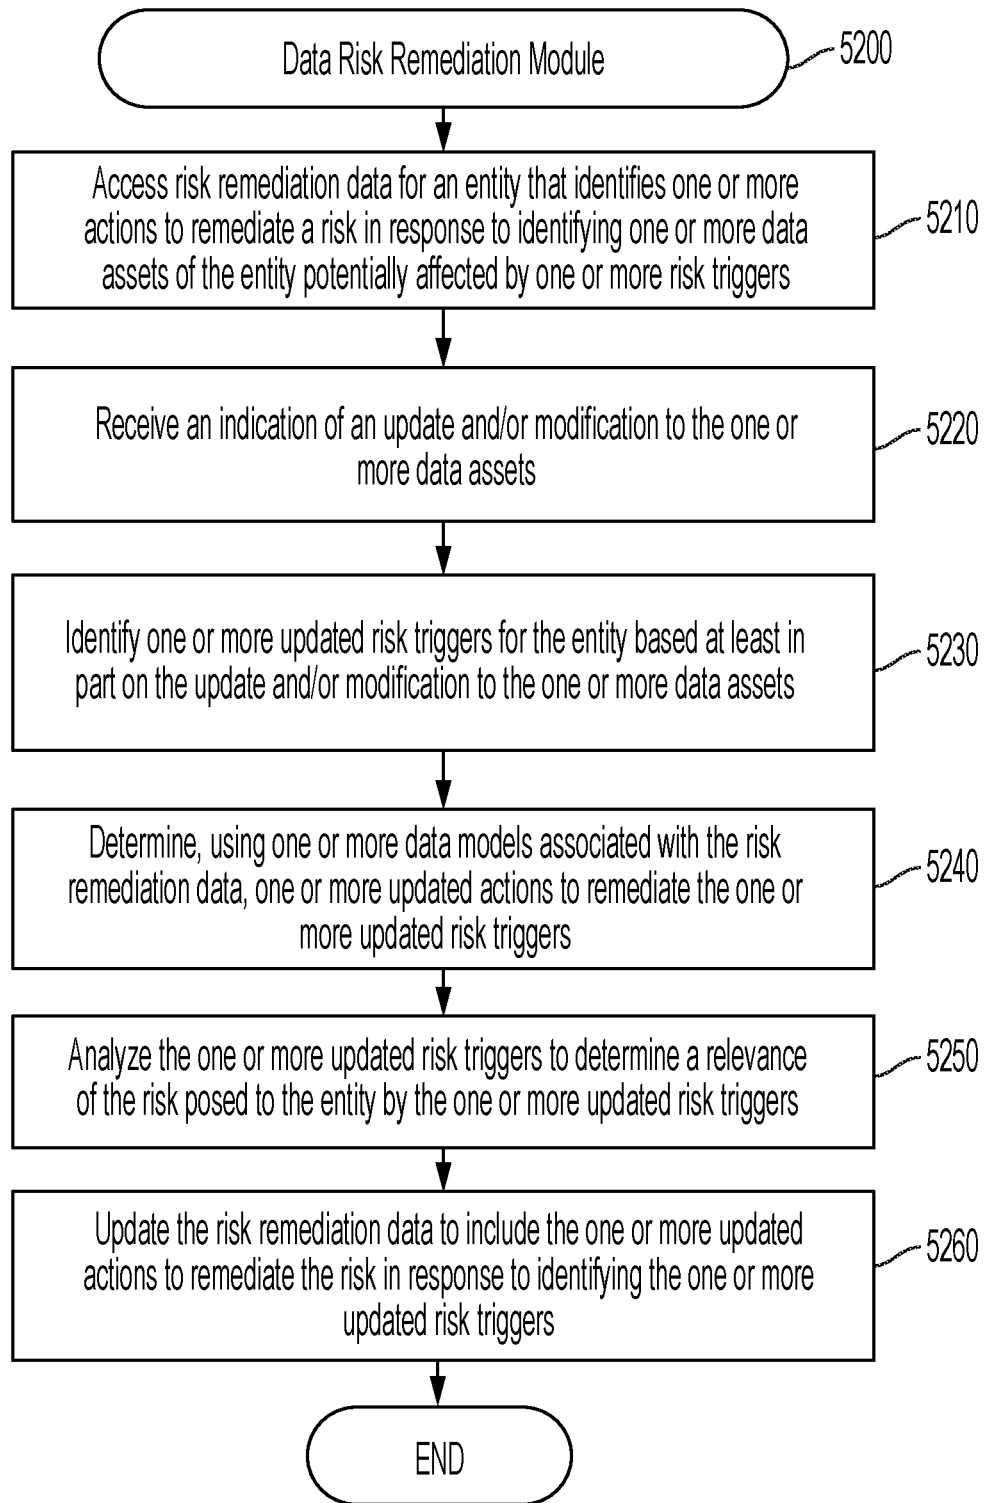 Data Risk Remediation Module
5200
Access risk remediation data for an entity that identifies one or more
actions to remediate a risk in response to identifying one or more data
assets of the entity potentially affected by one or more risk triggers
5210
Receive an indication of an update and/or modification to the one or
more data assets
5220
Identify one or more updated risk triggers for the entity based at least in
part on the update and/or modification to the one or more data assets
5230
Determine, using one or more data models associated with the risk
remediation data, one or more updated actions to remediate the one or
more updated risk triggers
5240
Analyze the one or more updated risk triggers to determine a relevance
of the risk posed to the entity by the one or more updated risk triggers
5250
Update the risk remediation data to include the one or more updated
actions to remediate the risk in response to identifying the one or more
updated risk triggers
5260
END